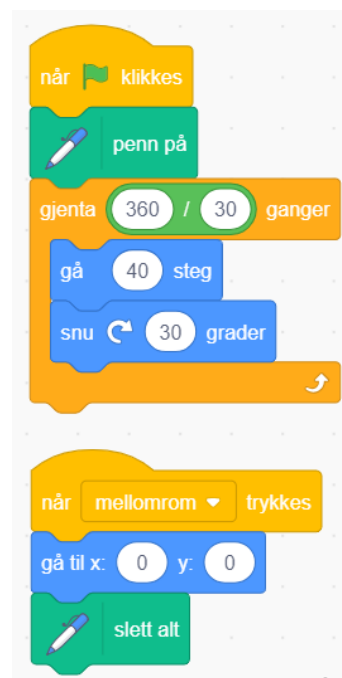 når klikkes
penn på
gjenta 360 / 30 ganger
gå 40 steg
snu 30 grader
når mellomrom trykkes
gå til x: 0 y: 0
slett alt